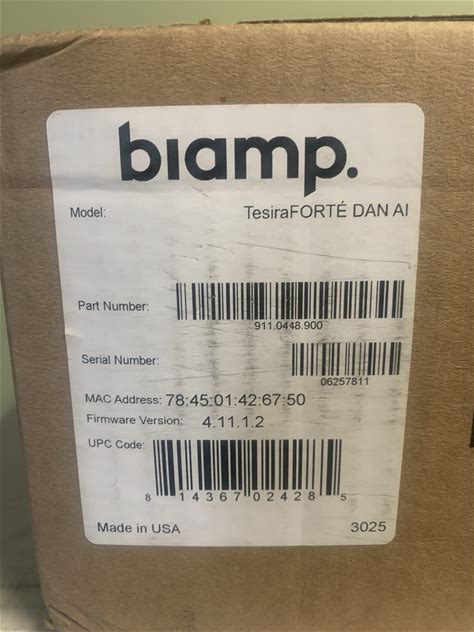 biamp.
Model: TesiraFORTÉ DAN AI
Part Number:
911.0448.900
Serial Number:
06257811
MAC Address: 78:45:01:42:67:50
Firmware Version: 4.11.1.2
UPC Code:
8 14367 02428 5
Made in USA 3025